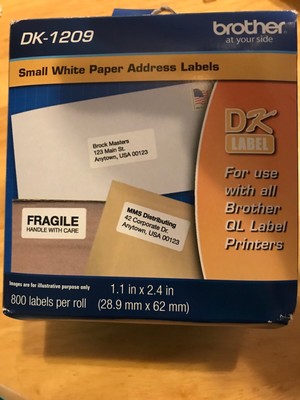 DK-1209
brother
at your side
Small White Paper Address Labels
Brock Masters
123 Main St.
Anytown, USA 00123
DK
LABEL
For use
with all
Brother
QL Label
Printers
FRAGILE
HANDLE WITH CARE
MMS Distributing
42 Corporate Dr.
Anytown, USA 00123
Images are for illustrative purpose only
800 labels per roll
1.1 in x 2.4 in
(28.9 mm x 62 mm)